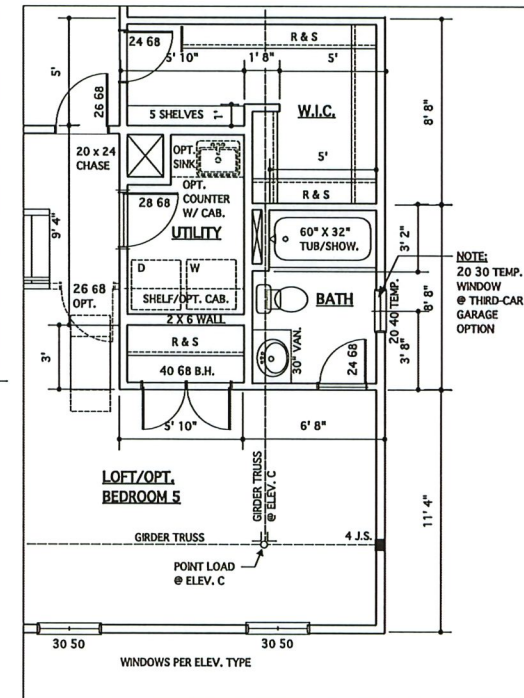 24 68
R & S
5' 10"
1' 8"
5'
5'
26 68
5 SHELVES
1'
W.I.C.
8' 8"
20 x 24
CHASE
OPT.
SINK
5'
OPT.
COUNTER
W/ CAB.
R & S
28 68
UTILITY
9' 4"
60" X 32"
TUB/SHOW.
3' 2"
NOTE:
20 30 TEMP.
WINDOW
@ THIRD-CAR
GARAGE
OPTION
D
W
26 68
OPT.
SHELF/OPT. CAB.
BATH
20 40 TEMP.
8' 8"
2 X 6 WALL
R & S
30" VAN.
24 68
3' 8"
3'
40 68 B.H.
5' 10"
6' 8"
LOFT/OPT.
BEDROOM 5
GIRDER TRUSS
@ ELEV. C
11' 4"
GIRDER TRUSS
4 J.S.
POINT LOAD
@ ELEV. C
30 50
30 50
WINDOWS PER ELEV. TYPE